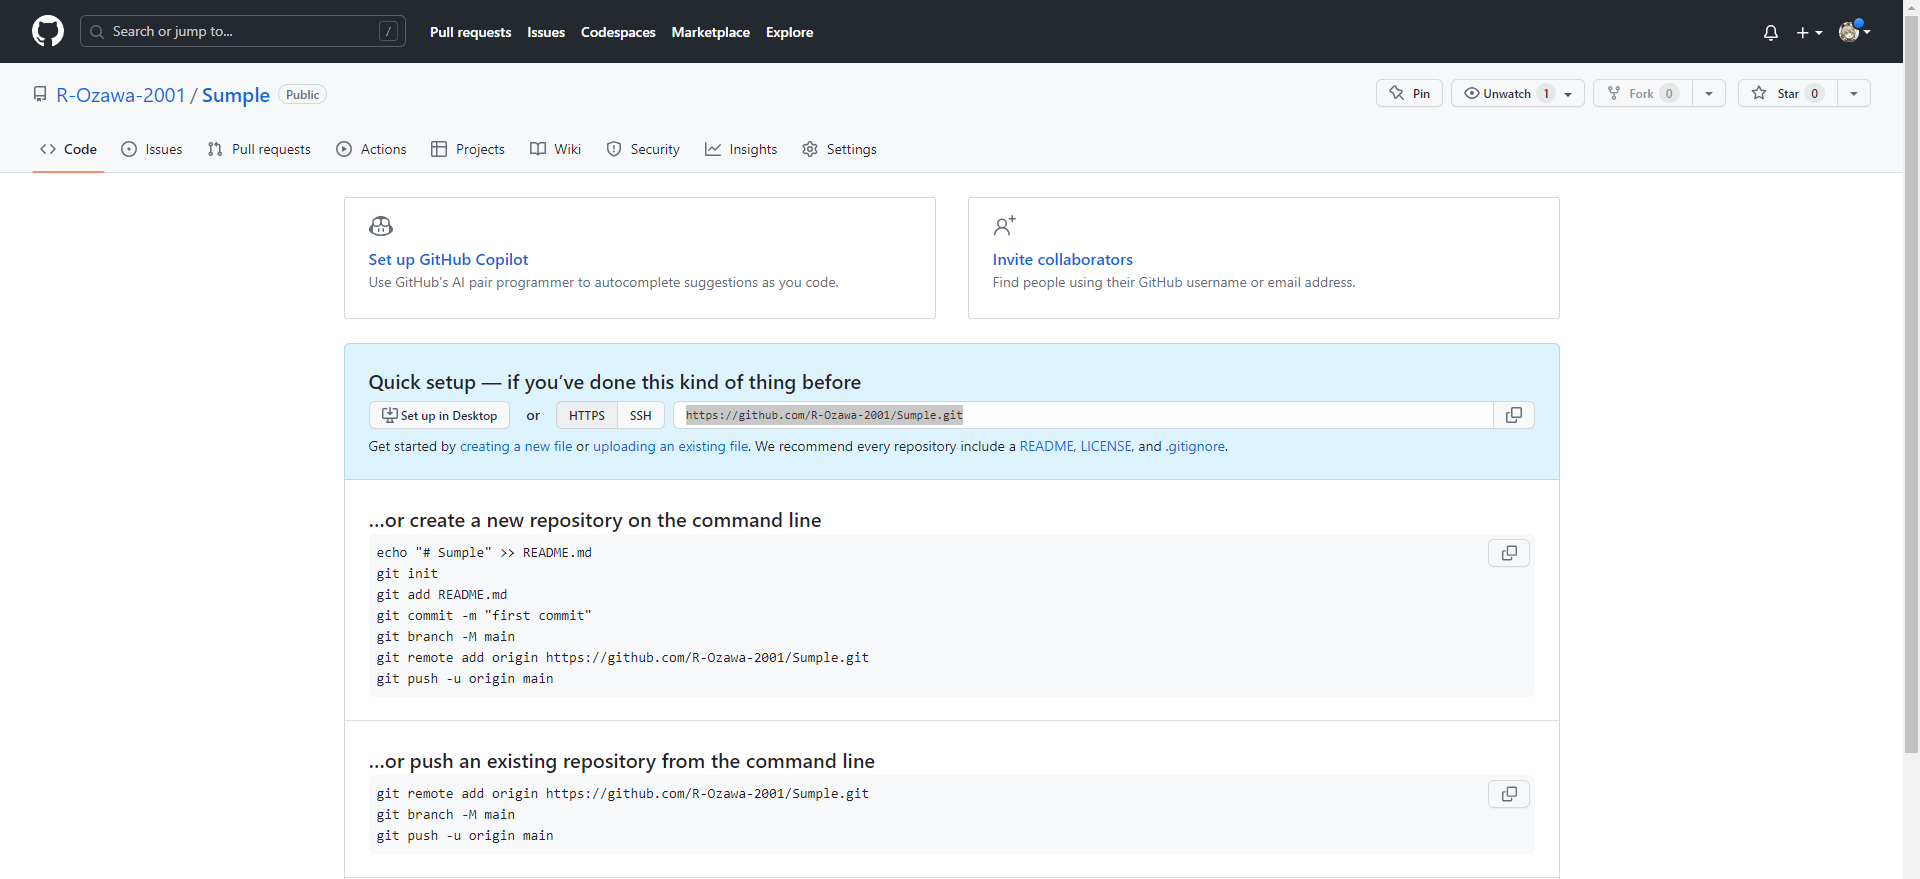 Search or jump to... /
Pull requests Issues Codespaces Marketplace Explore
R-Ozawa-2001 / Sumple Public
Pin Unwatch 1 Fork 0 Star 0
Code Issues Pull requests Actions Projects Wiki Security Insights Settings
Set up GitHub Copilot
Use GitHub's AI pair programmer to autocomplete suggestions as you code.
Invite collaborators
Find people using their GitHub username or email address.
Quick setup — if you’ve done this kind of thing before
Set up in Desktop or HTTPS SSH https://github.com/R-Ozawa-2001/Sumple.git
Get started by creating a new file or uploading an existing file. We recommend every repository include a README, LICENSE, and .gitignore.
…or create a new repository on the command line
echo "# Sumple" >> README.md
git init
git add README.md
git commit -m "first commit"
git branch -M main
git remote add origin https://github.com/R-Ozawa-2001/Sumple.git
git push -u origin main
…or push an existing repository from the command line
git remote add origin https://github.com/R-Ozawa-2001/Sumple.git
git branch -M main
git push -u origin main